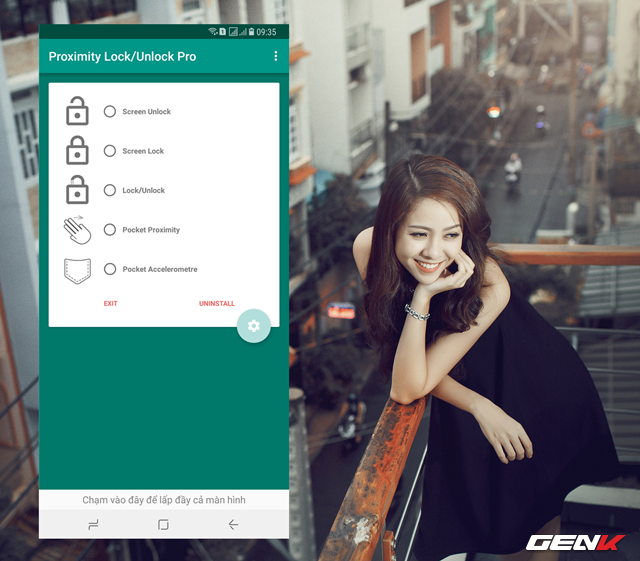 09:35
Proximity Lock/Unlock Pro
Screen Unlock
Screen Lock
Lock/Unlock
Pocket Proximity
Pocket Accelerometre
EXIT UNINSTALL
Chạm vào đây để lấp đầy cả màn hình
GENK